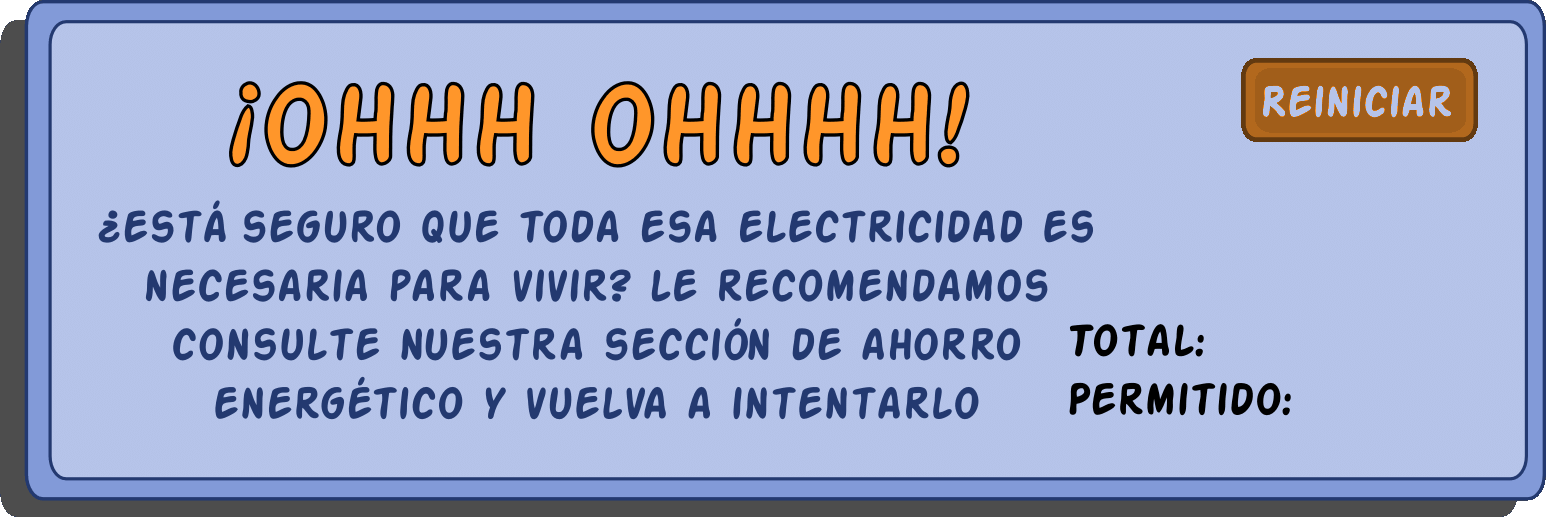 ¡OHHH OHHHH!
REINICIAR
¿ESTÁ SEGURO QUE TODA ESA ELECTRICIDAD ES
NECESARIA PARA VIVIR? LE RECOMENDAMOS
CONSULTE NUESTRA SECCIÓN DE AHORRO
ENERGÉTICO Y VUELVA A INTENTARLO
TOTAL:
PERMITIDO: